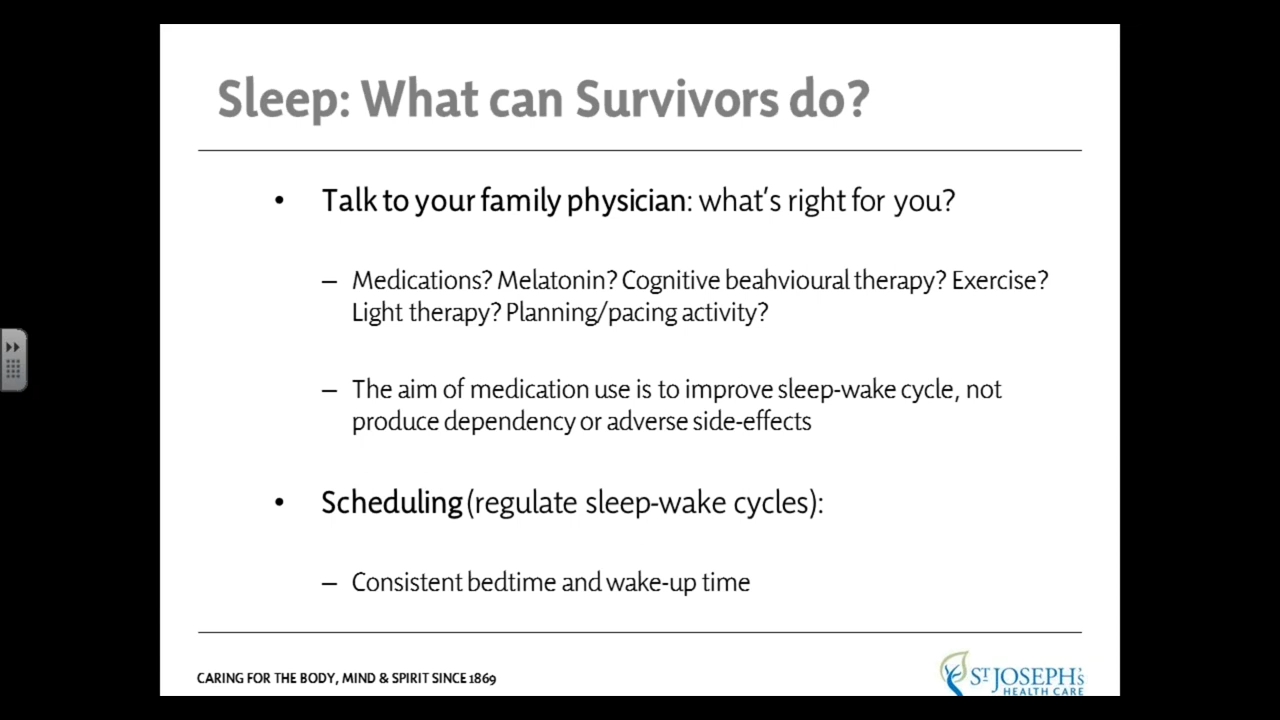 Sleep: What can Survivors do?
• Talk to your family physician: what's right for you?
– Medications? Melatonin? Cognitive beahvioural therapy? Exercise?
Light therapy? Planning/pacing activity?
– The aim of medication use is to improve sleep-wake cycle, not
produce dependency or adverse side-effects
• Scheduling (regulate sleep-wake cycles):
– Consistent bedtime and wake-up time
CARING FOR THE BODY, MIND & SPIRIT SINCE 1869
ST JOSEPH'S
HEALTH CARE